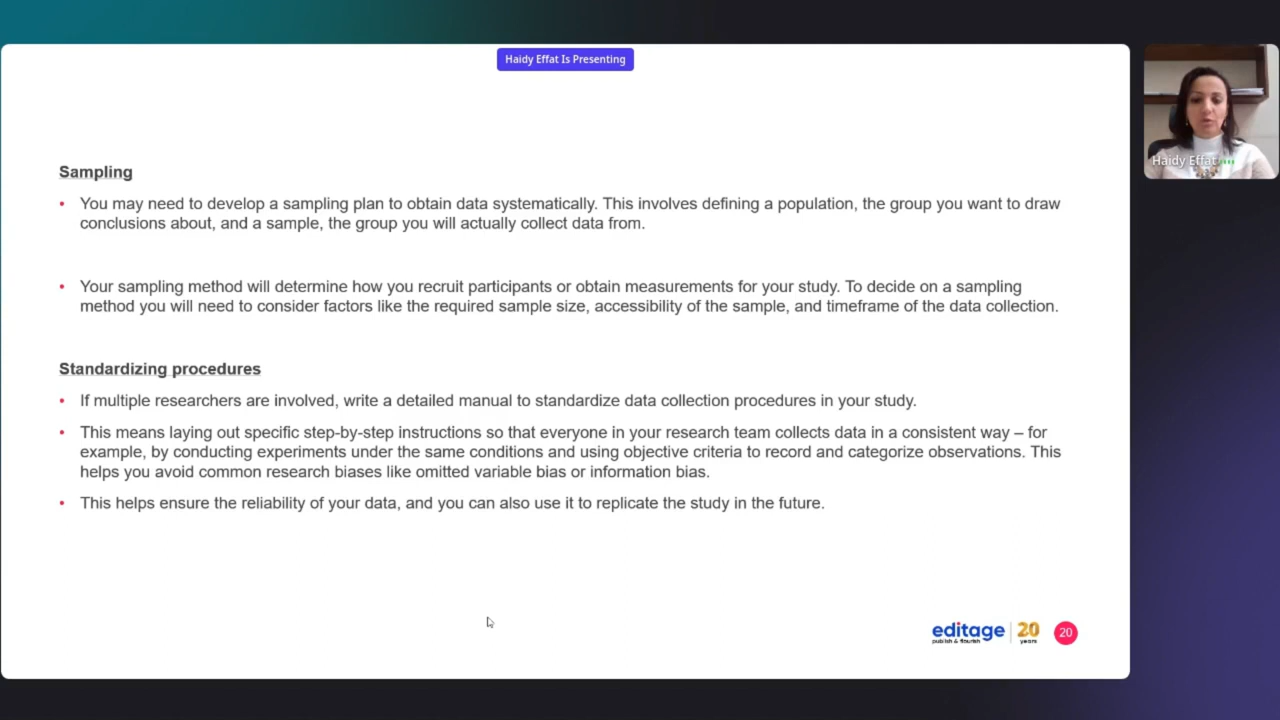 Haidy Effat Is Presenting
Sampling
• You may need to develop a sampling plan to obtain data systematically. This involves defining a population, the group you want to draw
conclusions about, and a sample, the group you will actually collect data from.
• Your sampling method will determine how you recruit participants or obtain measurements for your study. To decide on a sampling
method you will need to consider factors like the required sample size, accessibility of the sample, and timeframe of the data collection.
Standardizing procedures
• If multiple researchers are involved, write a detailed manual to standardize data collection procedures in your study.
• This means laying out specific step-by-step instructions so that everyone in your research team collects data in a consistent way – for
example, by conducting experiments under the same conditions and using objective criteria to record and categorize observations. This
helps you avoid common research biases like omitted variable bias or information bias.
• This helps ensure the reliability of your data, and you can also use it to replicate the study in the future.
editage
publish & flourish
20
years
20
Haidy Effat